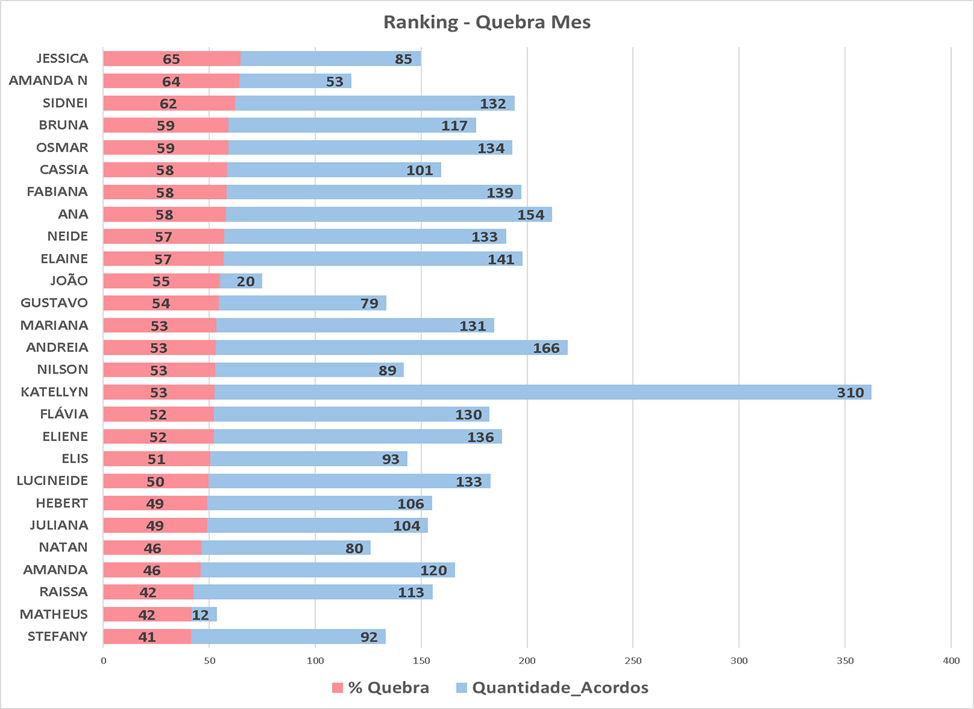 Ranking - Quebra Mes
JESSICA 65 85
AMANDA N 64 53
SIDNEI 62 132
BRUNA 59 117
OSMAR 59 134
CASSIA 58 101
FABIANA 58 139
ANA 58 154
NEIDE 57 133
ELAINE 57 141
JOÃO 55 20
GUSTAVO 54 79
MARIANA 53 131
ANDREIA 53 166
NILSON 53 89
KATELLYN 53 310
FLÁVIA 52 130
ELIENE 52 136
ELIS 51 93
LUCINEIDE 50 133
HEBERT 49 106
JULIANA 49 104
NATAN 46 80
AMANDA 46 120
RAISSA 42 113
MATHEUS 42 12
STEFANY 41 92
0 50 100 150 200 250 300 350 400
% Quebra Quantidade_Acordos